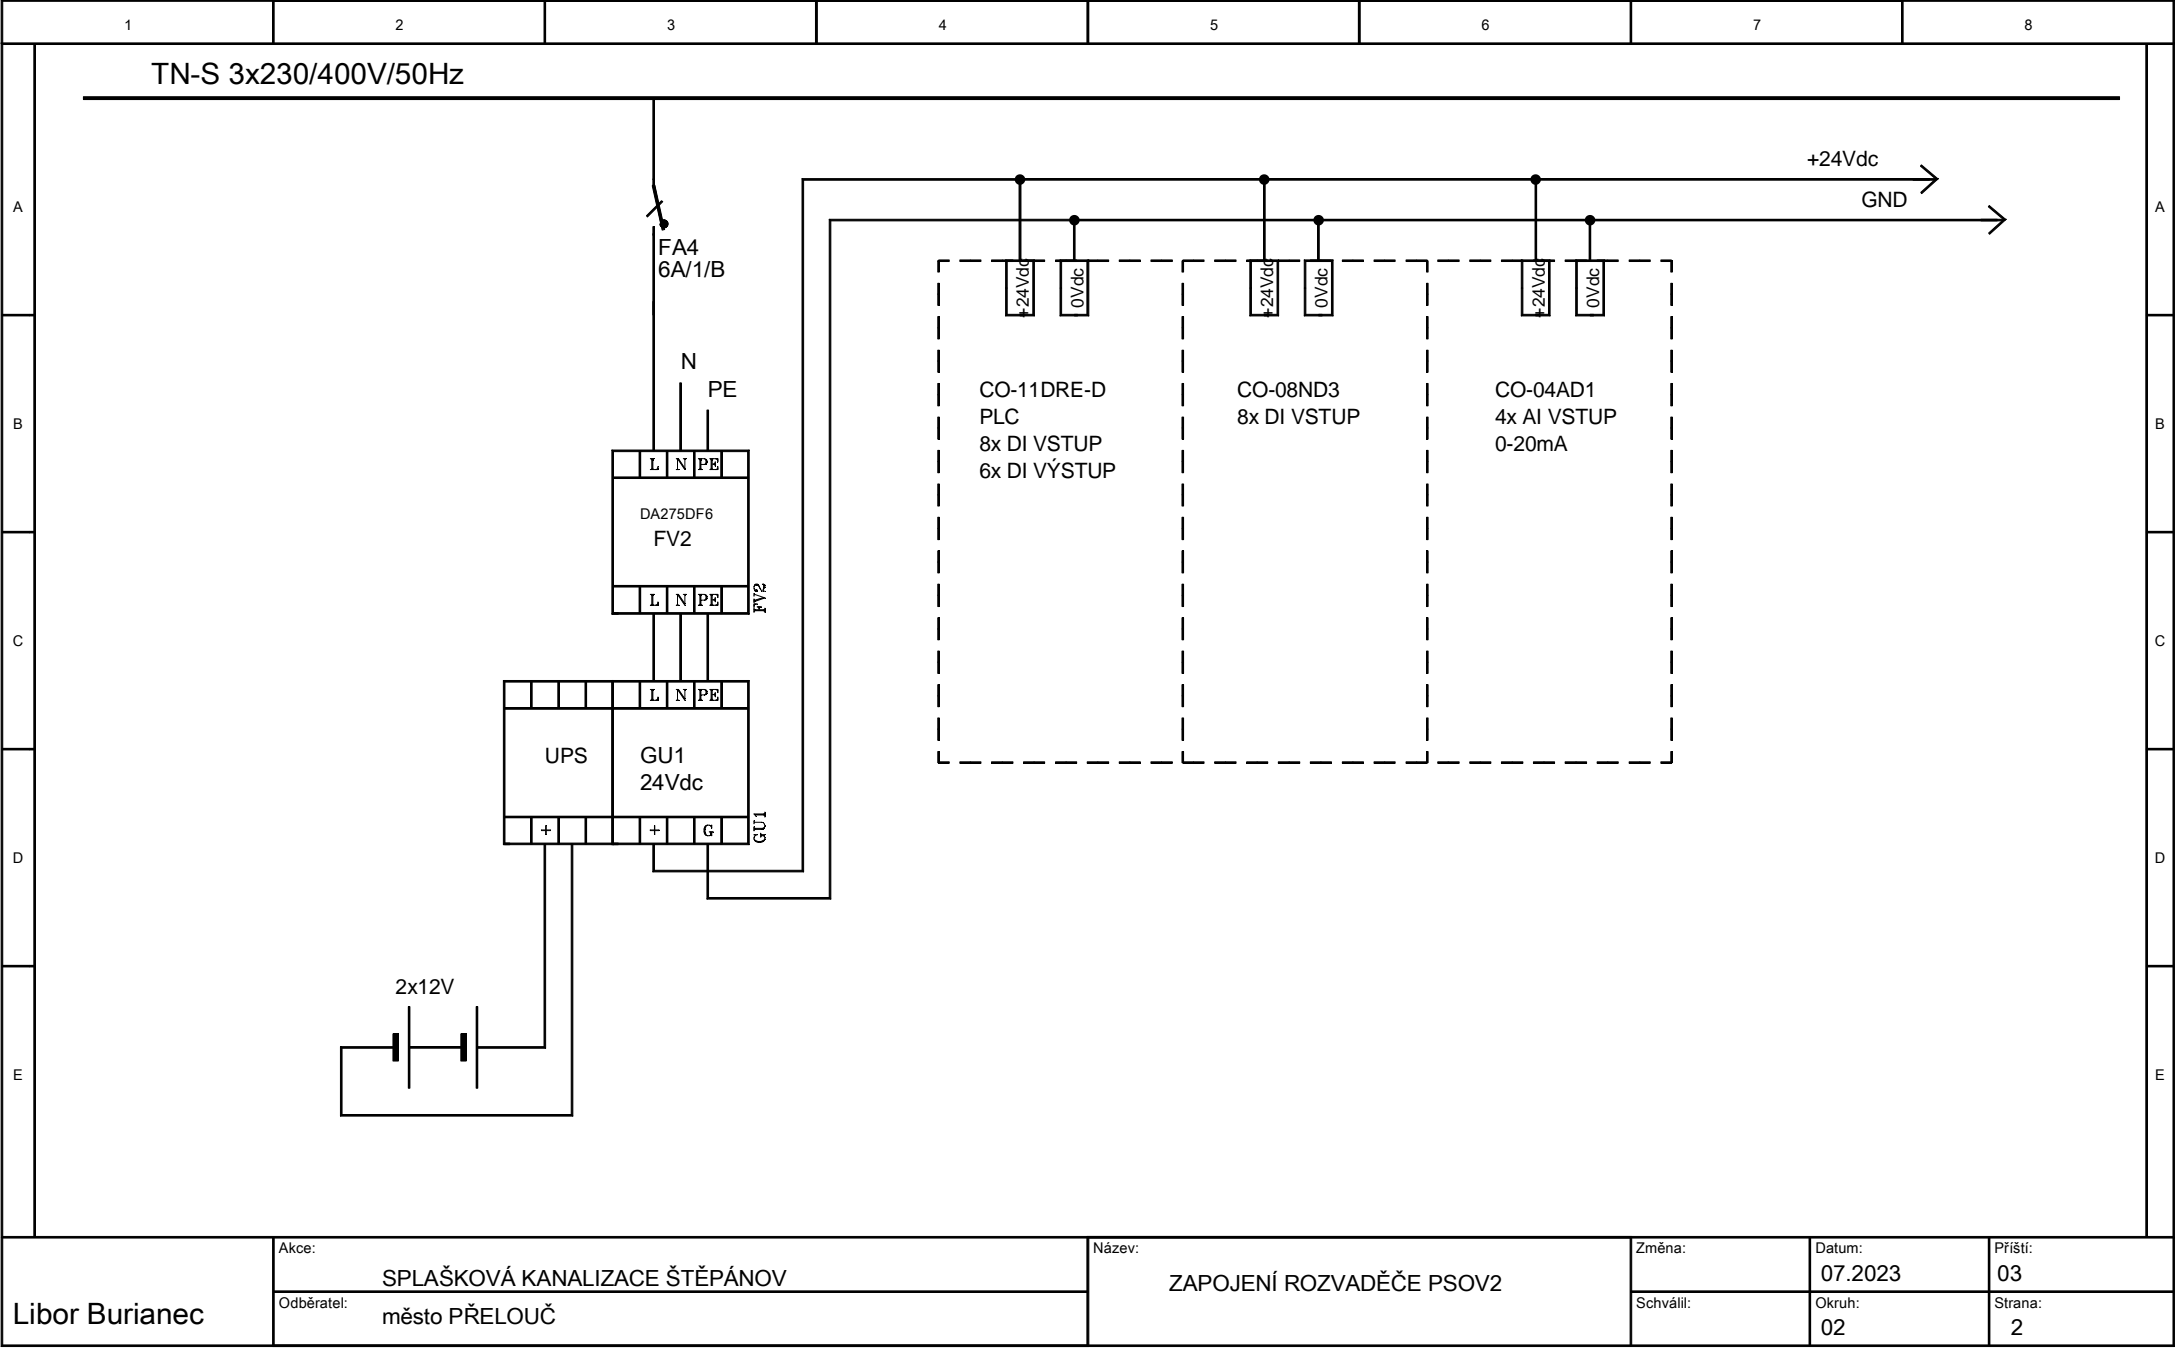 1 2 3 4 5 6 7 8
TN-S 3x230/400V/50Hz
+24Vdc
GND
A A
FA4
6A/1/B
+24Vdc 0Vdc +24Vdc 0Vdc +24Vdc 0Vdc
N
PE
CO-11DRE-D
PLC
8x DI VSTUP
6x DI VÝSTUP
CO-08ND3
8x DI VSTUP
CO-04AD1
4x AI VSTUP
0-20mA
B B
L N PE
DA275DF6
FV2
L N PE
FV2
C C
L N PE
UPS
GU1
24Vdc
+ + G
GU1
D D
2x12V
E E
Libor Burianec
Akce:
SPLAŠKOVÁ KANALIZACE ŠTĚPÁNOV
Odběratel:
město PŘELOUČ
Název:
ZAPOJENÍ ROZVADĚČE PSOV2
Změna:
Schválil:
Datum:
07.2023
Okruh:
02
Příští:
03
Strana:
2